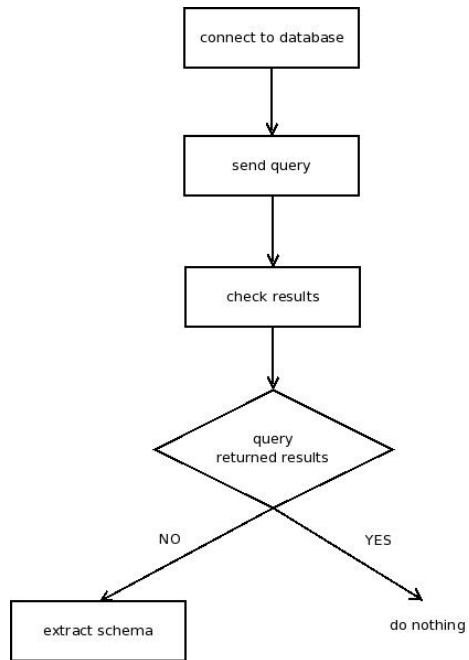 connect to database
send query
check results
query
returned results
NO
YES
extract schema
do nothing